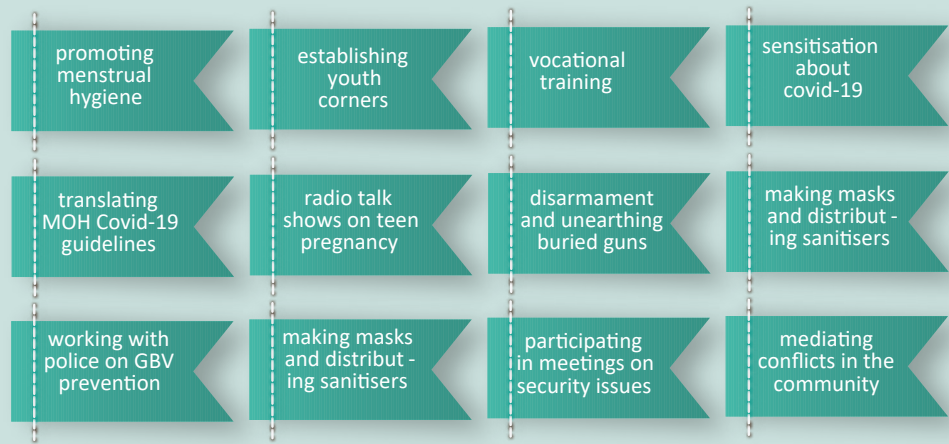 promoting
menstrual
hygiene
establishing
youth
corners
vocational
training
sensitisation
about
covid-19
translating
MOH Covid-19
guidelines
radio talk
shows on teen
pregnancy
disarmament
and unearthing
buried guns
making masks
and distribut -
ing sanitisers
working with
police on GBV
prevention
making masks
and distribut -
ing sanitisers
participating
in meetings on
security issues
mediating
conflicts in the
community